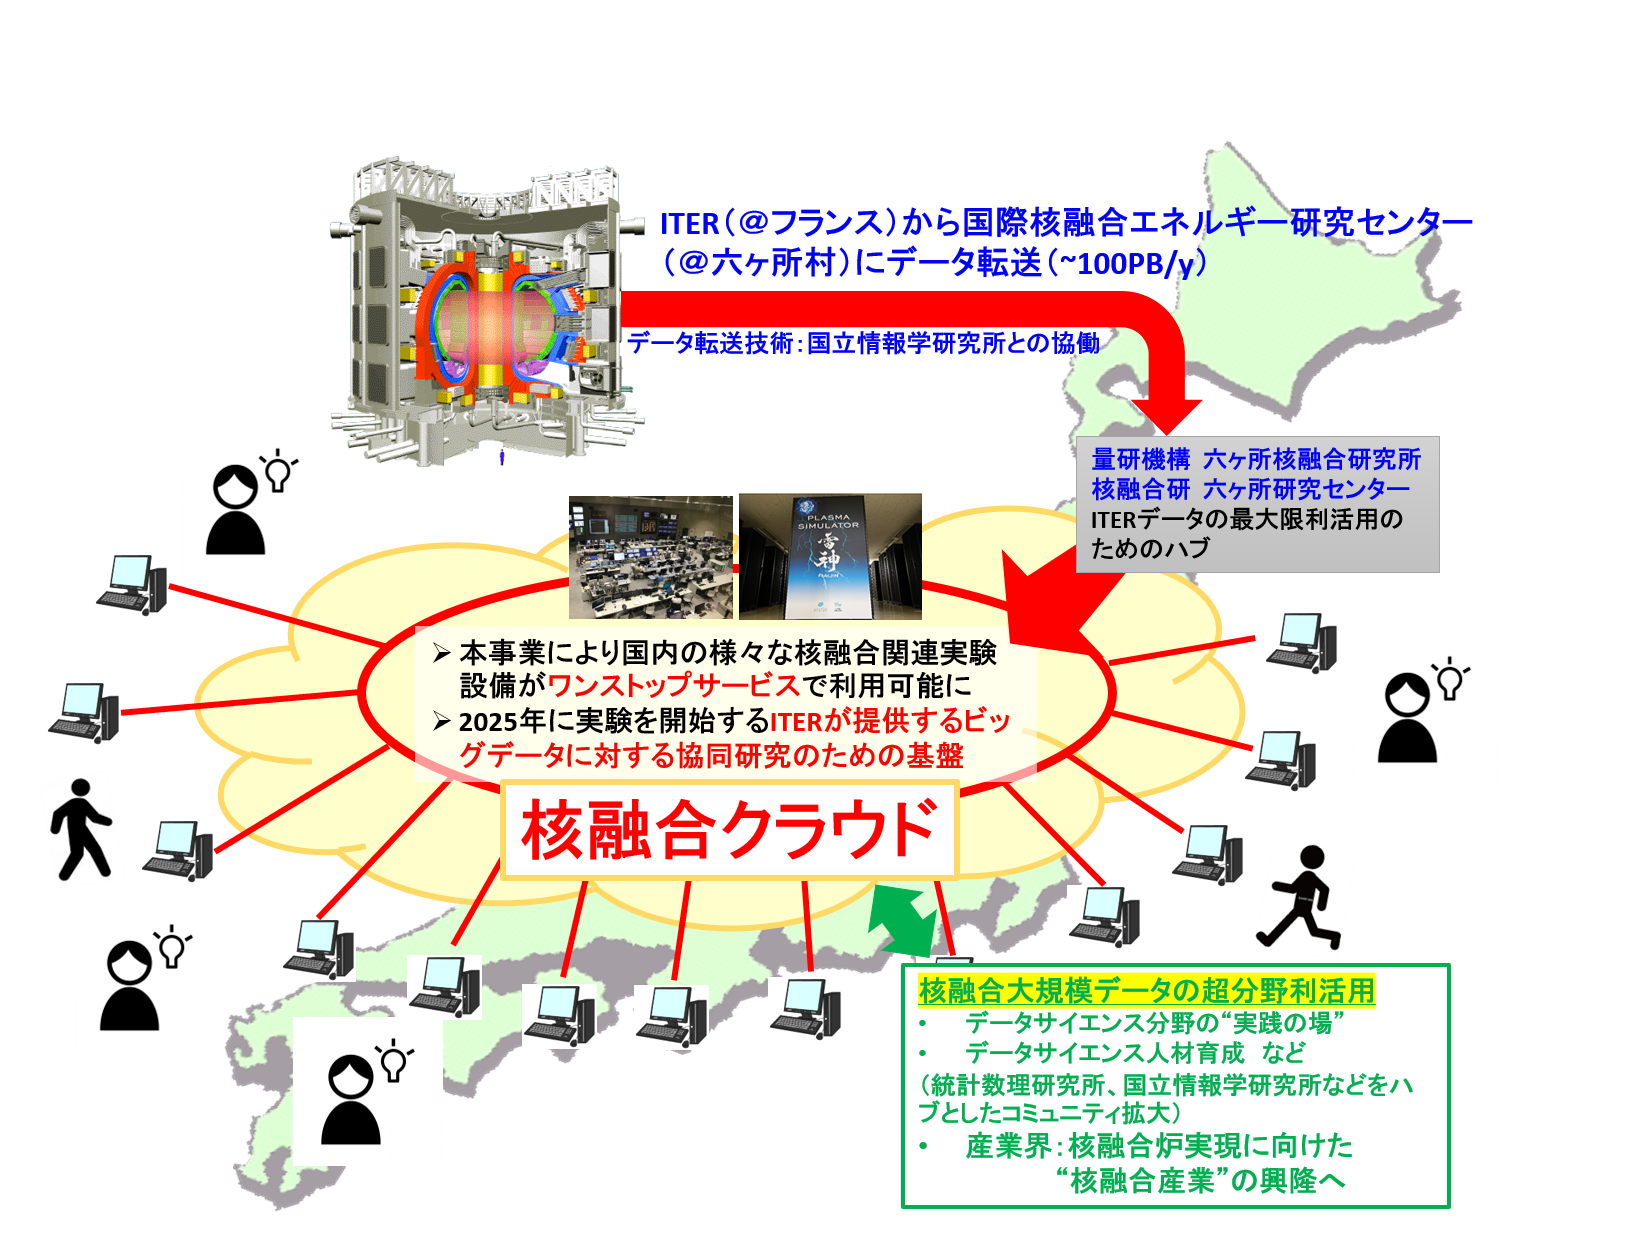 ITER（@フランス）から国際核融合エネルギー研究センター
（@六ヶ所村）にデータ転送（~100PB/y）
データ転送技術：国立情報学研究所との協働
量研機構 六ヶ所核融合研究所
核融合研 六ヶ所研究センター
ITERデータの最大限利活用の
ためのハブ
PLASMA
SIMULATOR
雷神
➢ 本事業により国内の様々な核融合関連実験
設備がワンストップサービスで利用可能に
➢ 2025年に実験を開始するITERが提供するビッ
グデータに対する協同研究のための基盤
核融合クラウド
核融合大規模データの超分野利活用
• データサイエンス分野の“実践の場”
• データサイエンス人材育成 など
（統計数理研究所、国立情報学研究所などをハ
ブとしたコミュニティ拡大）
• 産業界：核融合炉実現に向けた
“核融合産業”の興隆へ